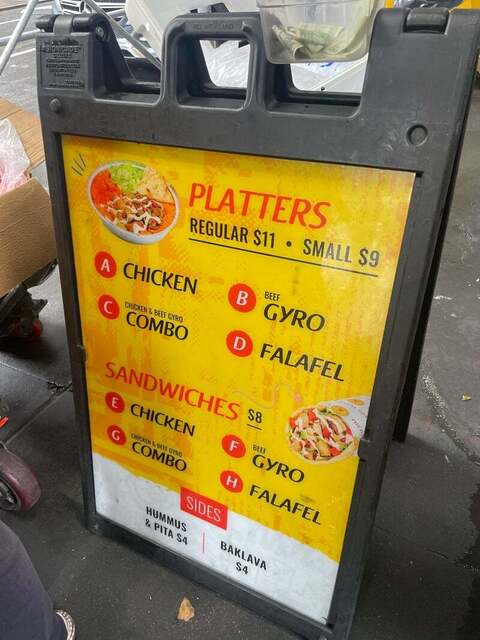 PLATTERS
REGULAR $11 • SMALL $9
A CHICKEN
B BEEF GYRO
C CHICKEN & BEEF GYRO COMBO
D FALAFEL
SANDWICHES $8
E CHICKEN
F BEEF GYRO
G CHICKEN & BEEF GYRO COMBO
H FALAFEL
SIDES
HUMMUS
& PITA $4
BAKLAVA
$4